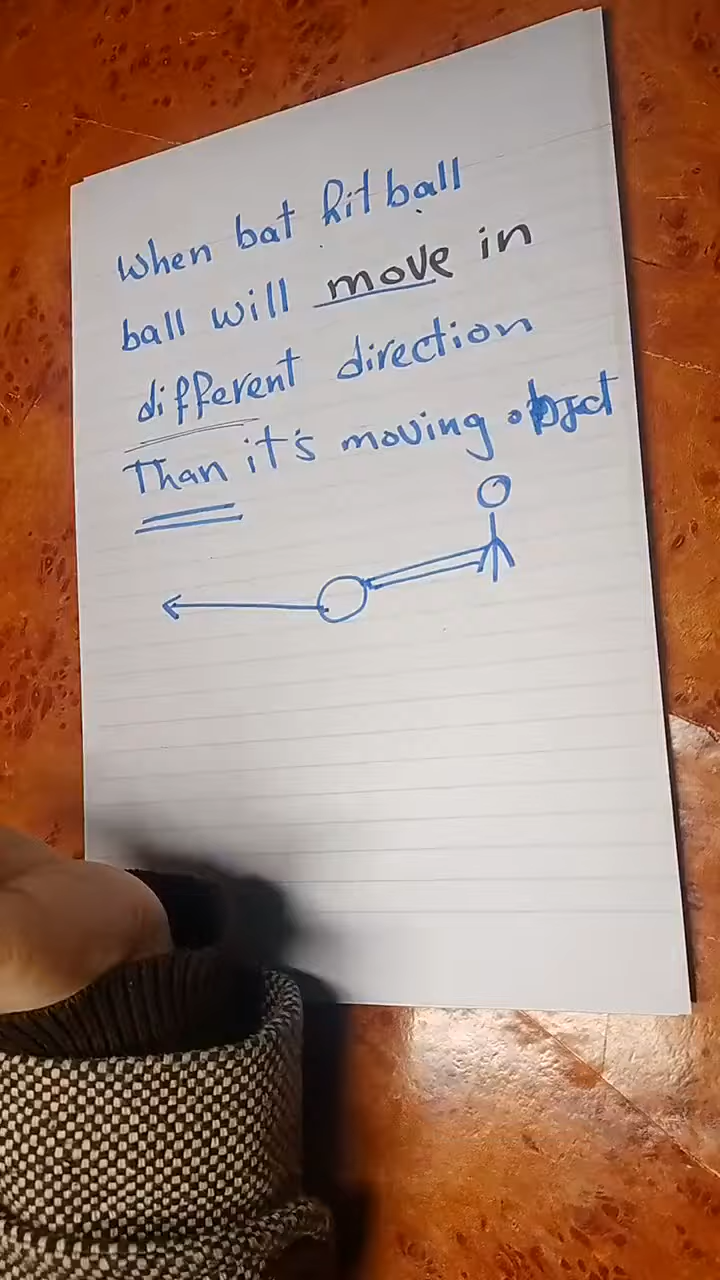 When bat hit ball
ball will move in
different direction
Than it's moving object